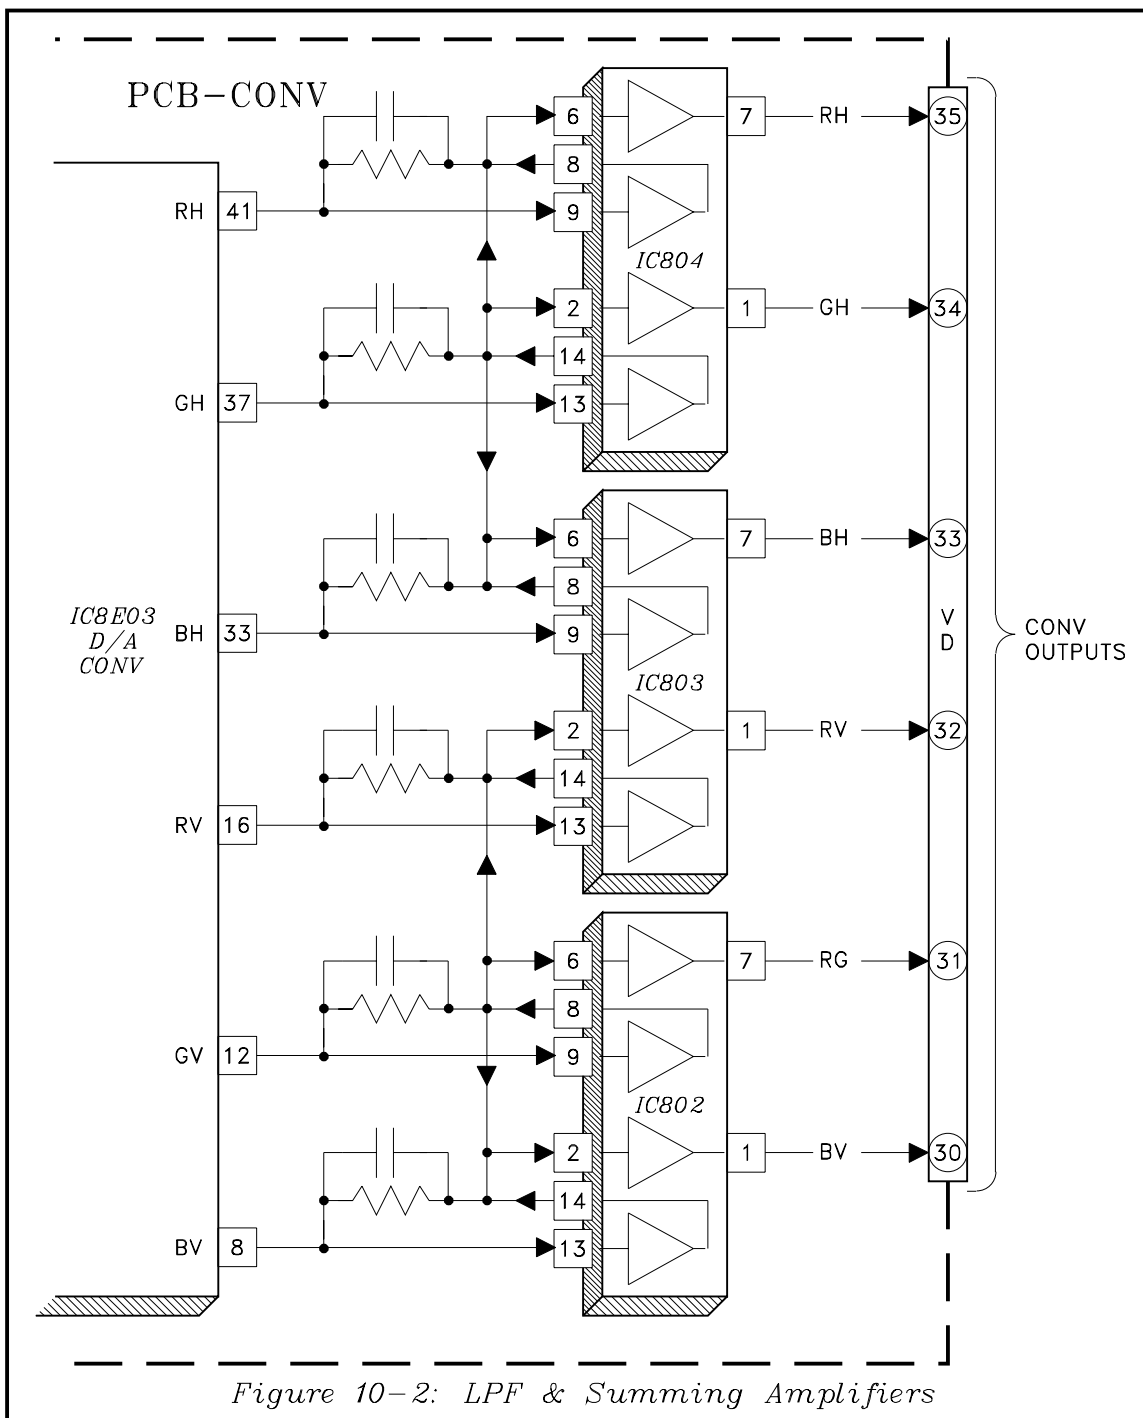 PCB-CONV
6 7 RH 35
8
RH 41 9
IC804
2 1 GH 34
14
GH 37 13
6 7 BH 33
8
IC8E03
D/A
CONV
BH 33 9
V
D
CONV
OUTPUTS
IC803
2 1 RV 32
14
RV 16 13
6 7 RG 31
8
GV 12 9
IC802
2 1 BV 30
14
BV 8 13
Figure 10-2: LPF & Summing Amplifiers